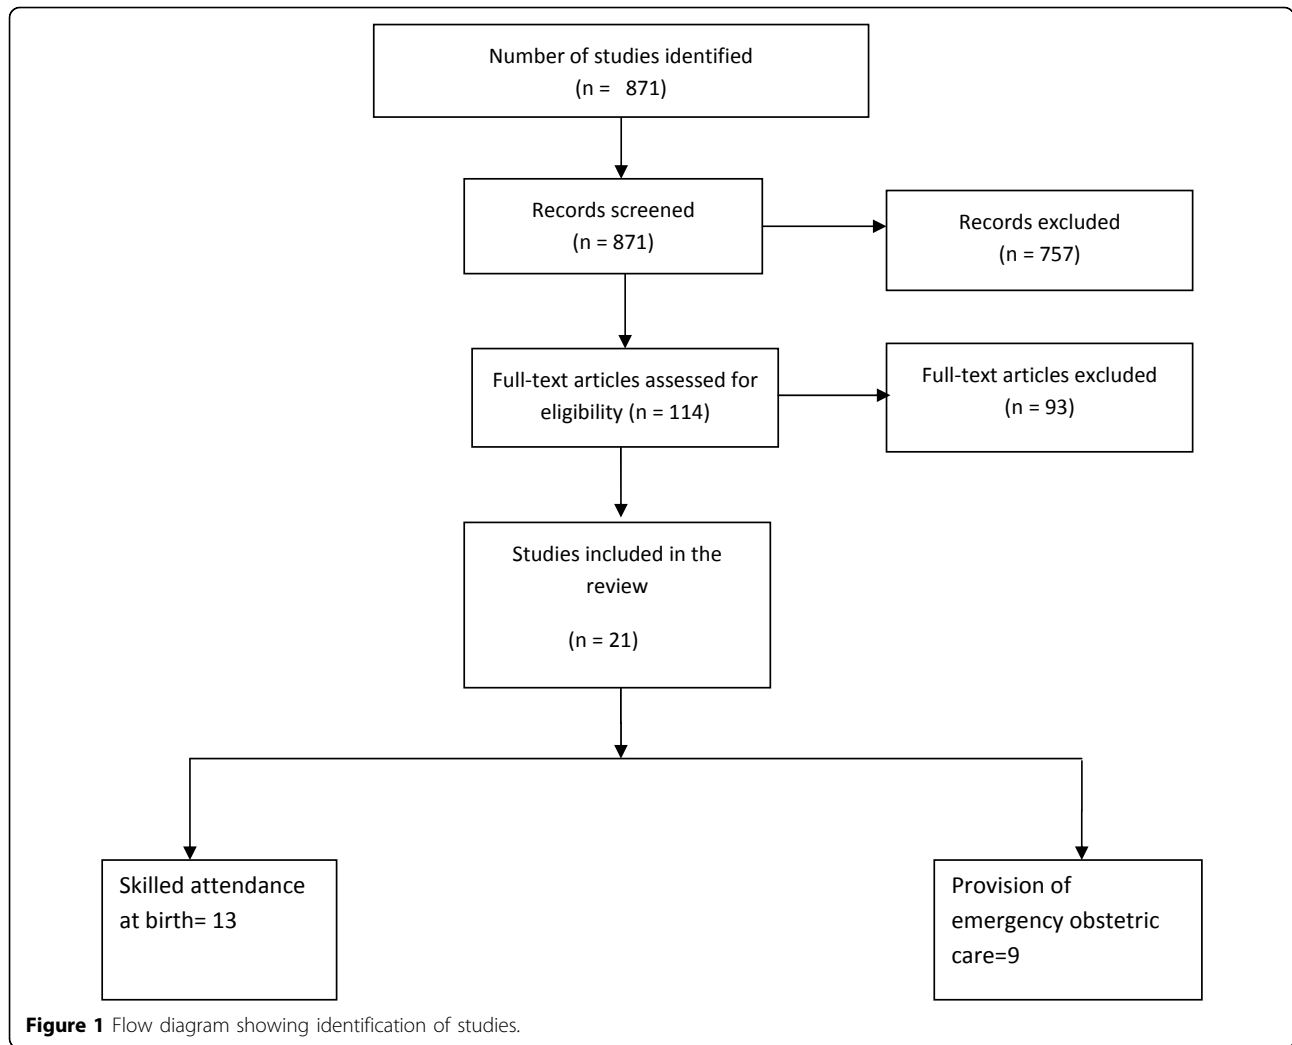 Number of studies identified
(n = 871)
Records screened
(n = 871)
Records excluded
(n = 757)
Full-text articles assessed for
eligibility (n = 114)
Full-text articles excluded
(n = 93)
Studies included in the
review
(n = 21)
Skilled attendance
at birth= 13
Provision of
emergency obstetric
care=9
Figure 1 Flow diagram showing identification of studies.